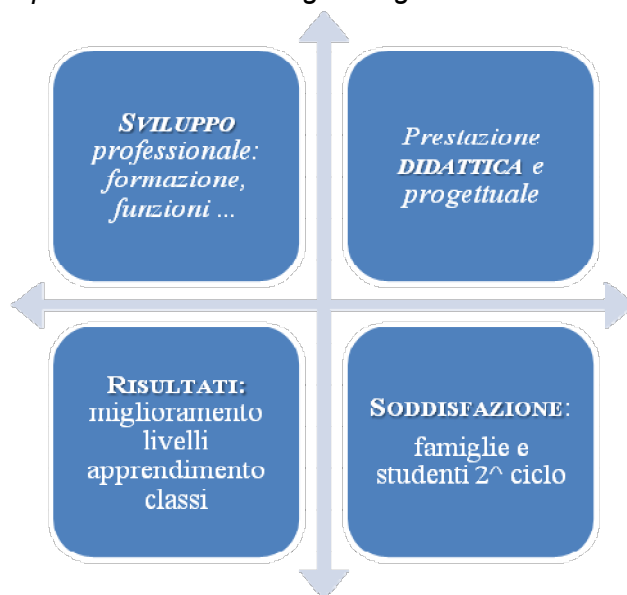 SVILUPPO
professionale:
formazione,
funzioni ...
Prestazione
DIDATTICA e
progettuale
RISULTATI:
miglioramento
livelli
apprendimento
classi
SODDISFAZIONE:
famiglie e
studenti 2^ ciclo